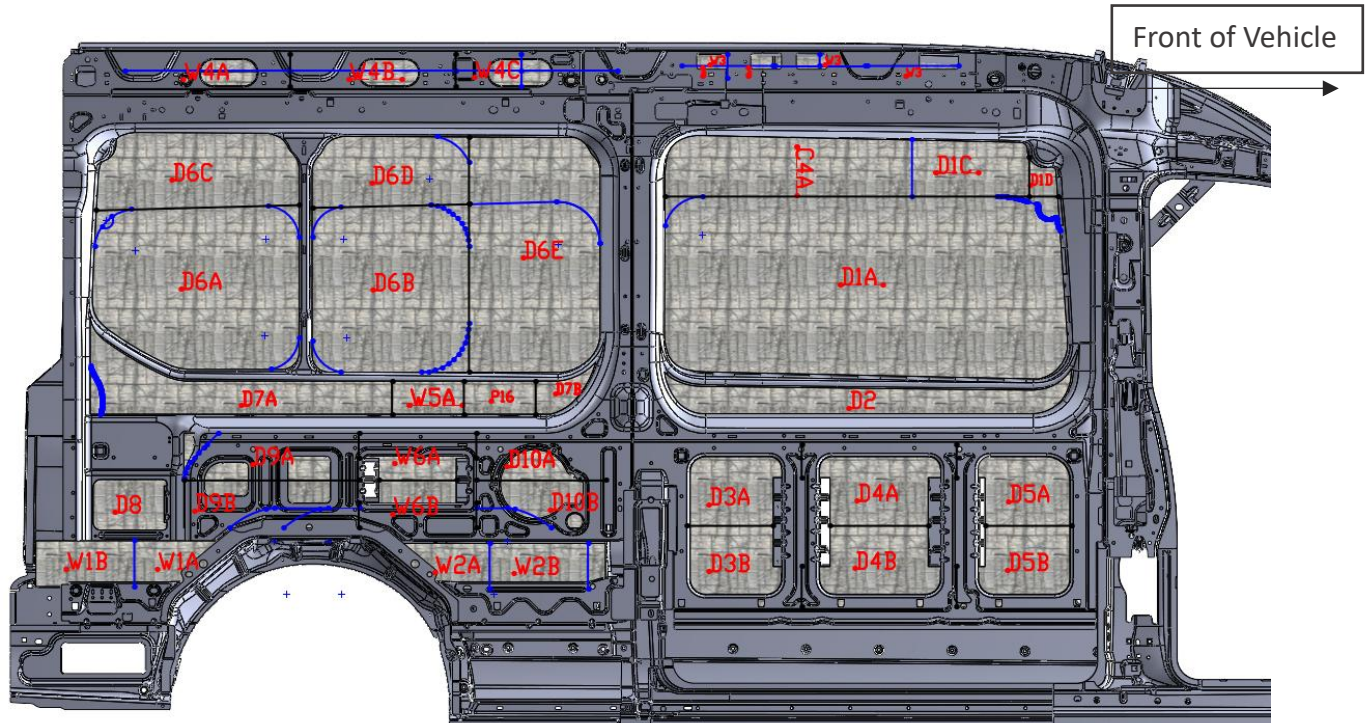 Front of Vehicle
W4A
W4B
W4C
W3
W3
W3
D6C
D6D
C4A
D1C
D1D
D6A
D6B
D6E
D1A
D7A
W5A
P16
D7B
D2
D9A
W6A
D10A
D8
D9B
W6B
D10B
D3A
D4A
D5A
W1B
W1A
W2A
W2B
D3B
D4B
D5B